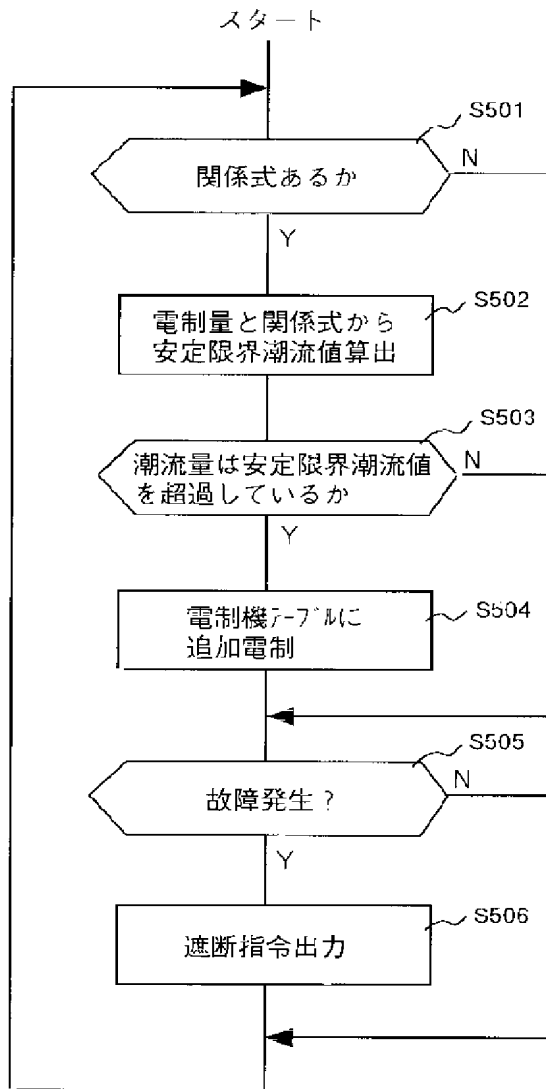 スタート
S501
関係式あるか
N
Y
S502
電制量と関係式から
安定限界潮流値算出
S503
潮流量は安定限界潮流値
を超過しているか
N
Y
S504
電制機ﾃｰﾌﾞﾙに
追加電制
S505
故障発生？
N
Y
S506
遮断指令出力